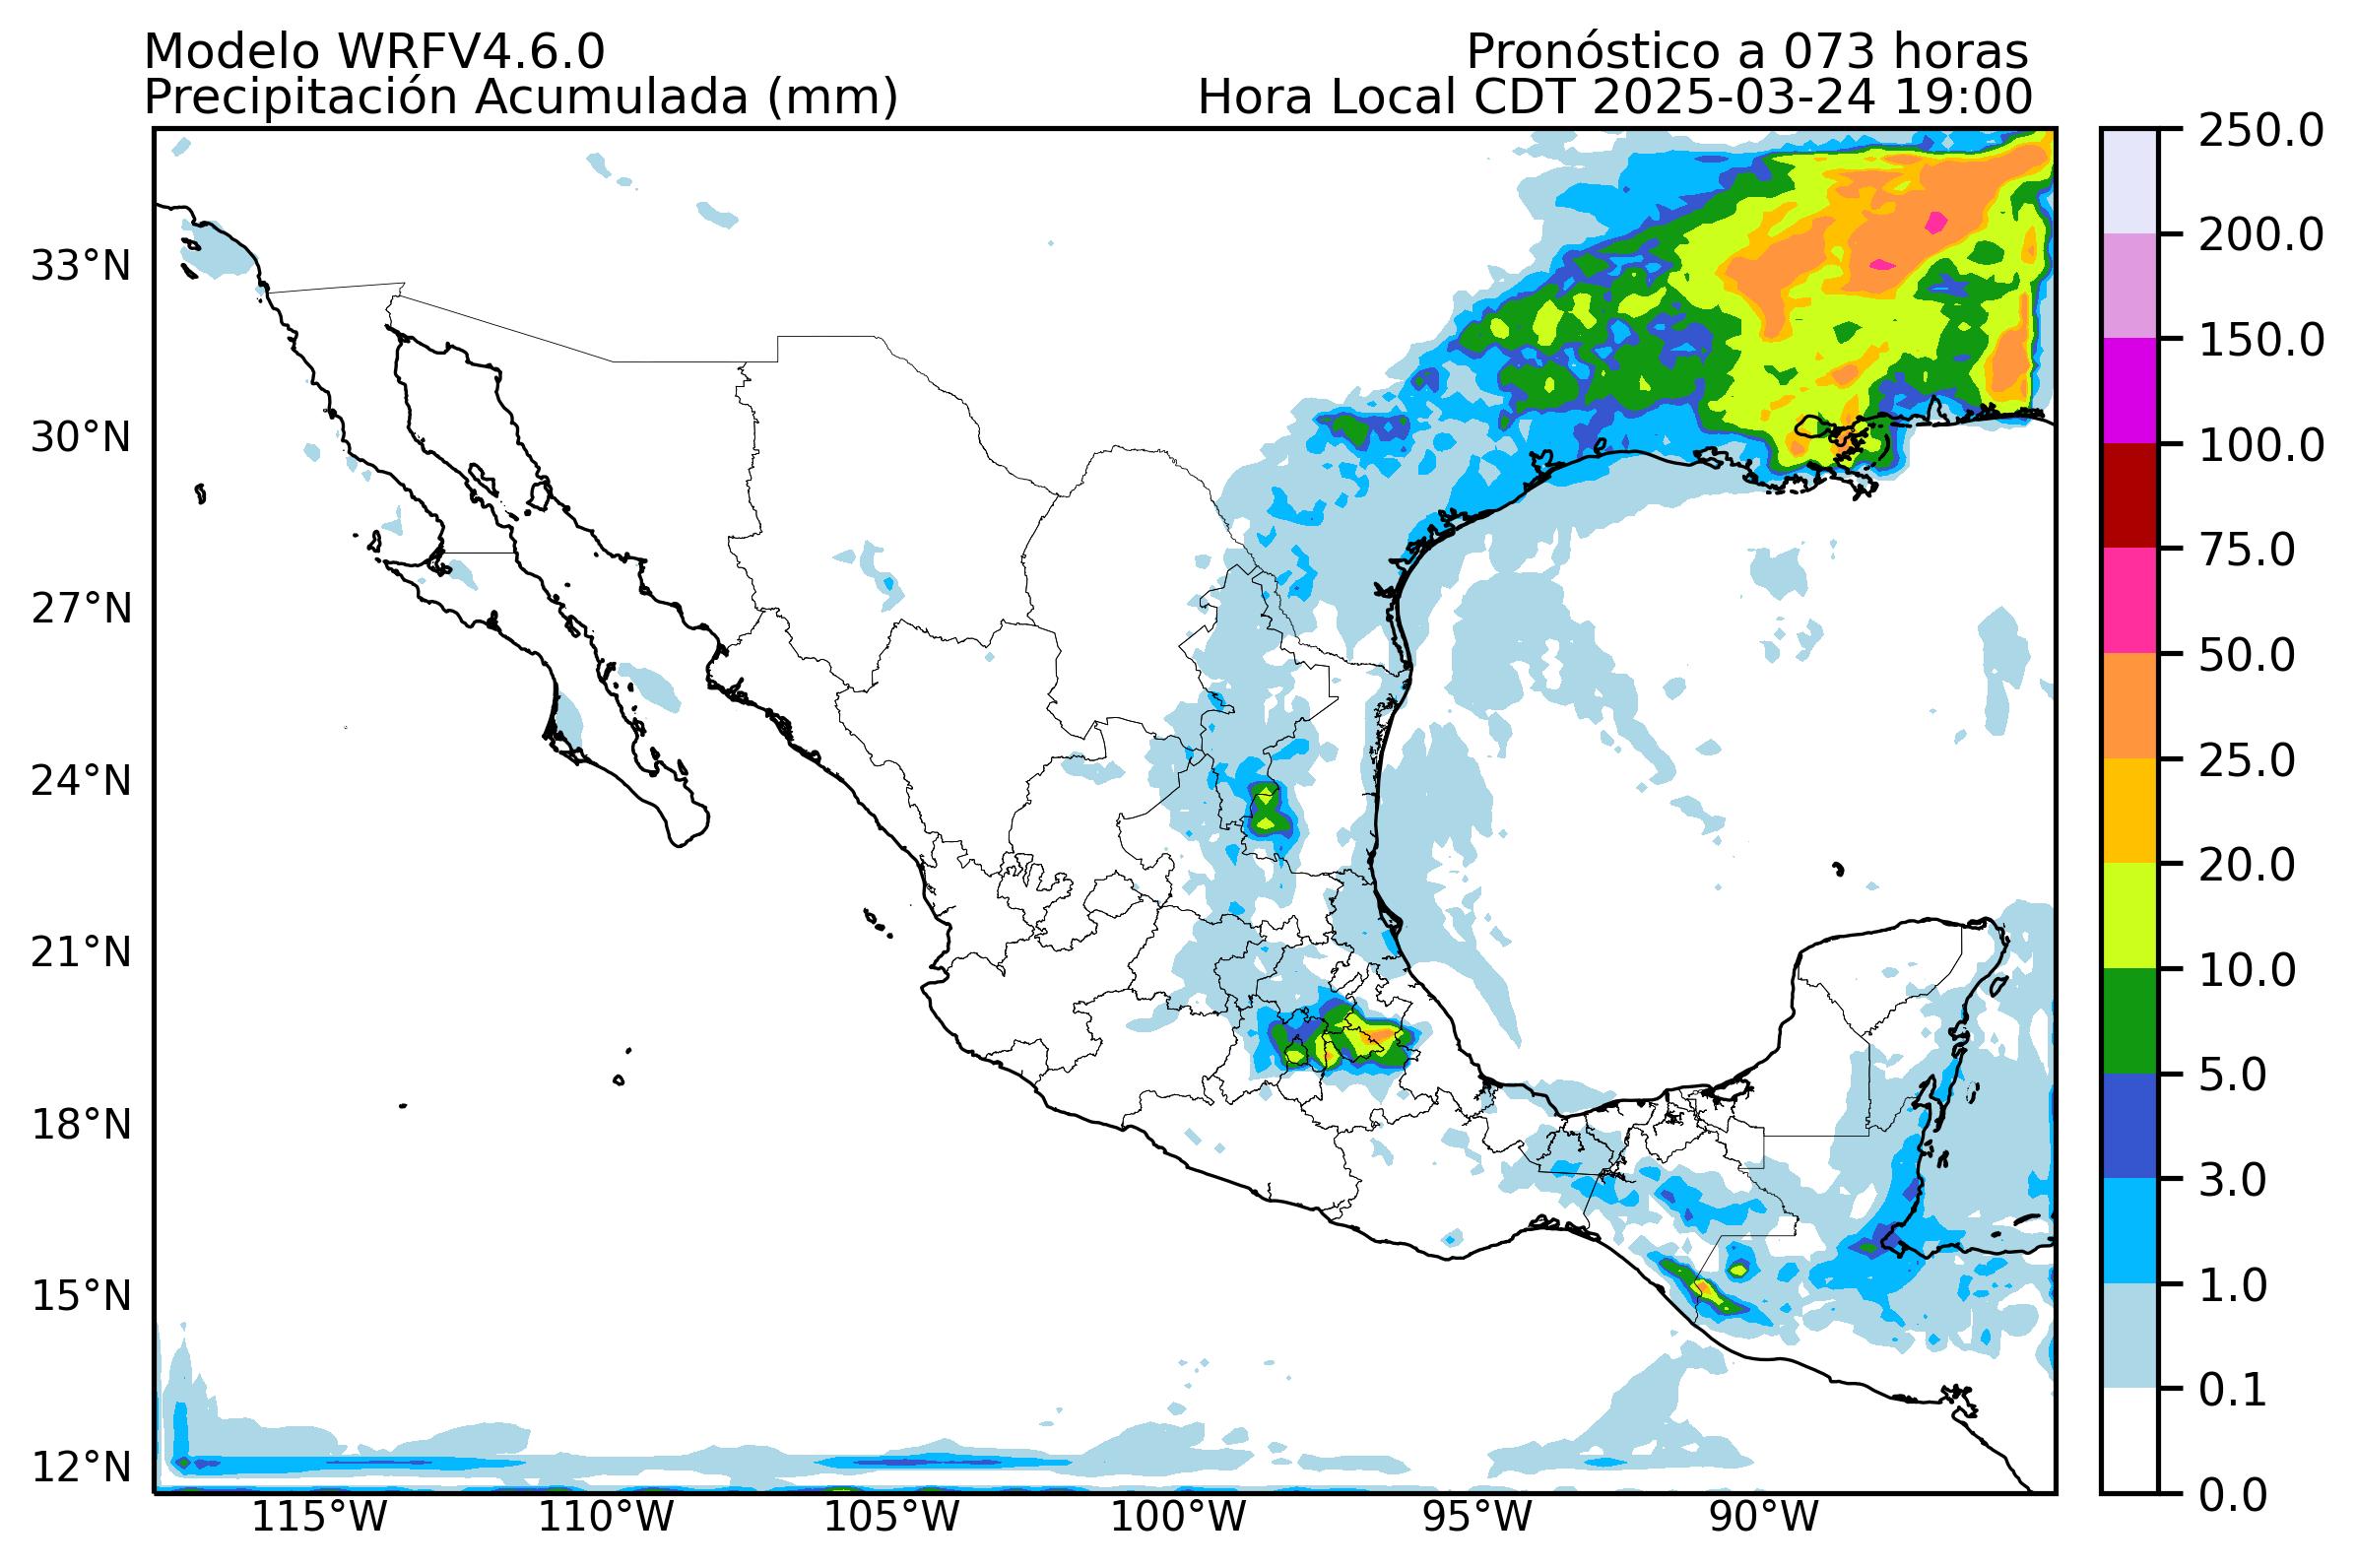 Modelo WRFV4.6.0
Pronóstico a 073 horas
Precipitación Acumulada (mm)
Hora Local CDT 2025-03-24 19:00
33°N
30°N
27°N
24°N
21°N
18°N
15°N
12°N
115°W
110°W
105°W
100°W
95°W
90°W
250.0
200.0
150.0
100.0
75.0
50.0
25.0
20.0
10.0
5.0
3.0
1.0
0.1
0.0